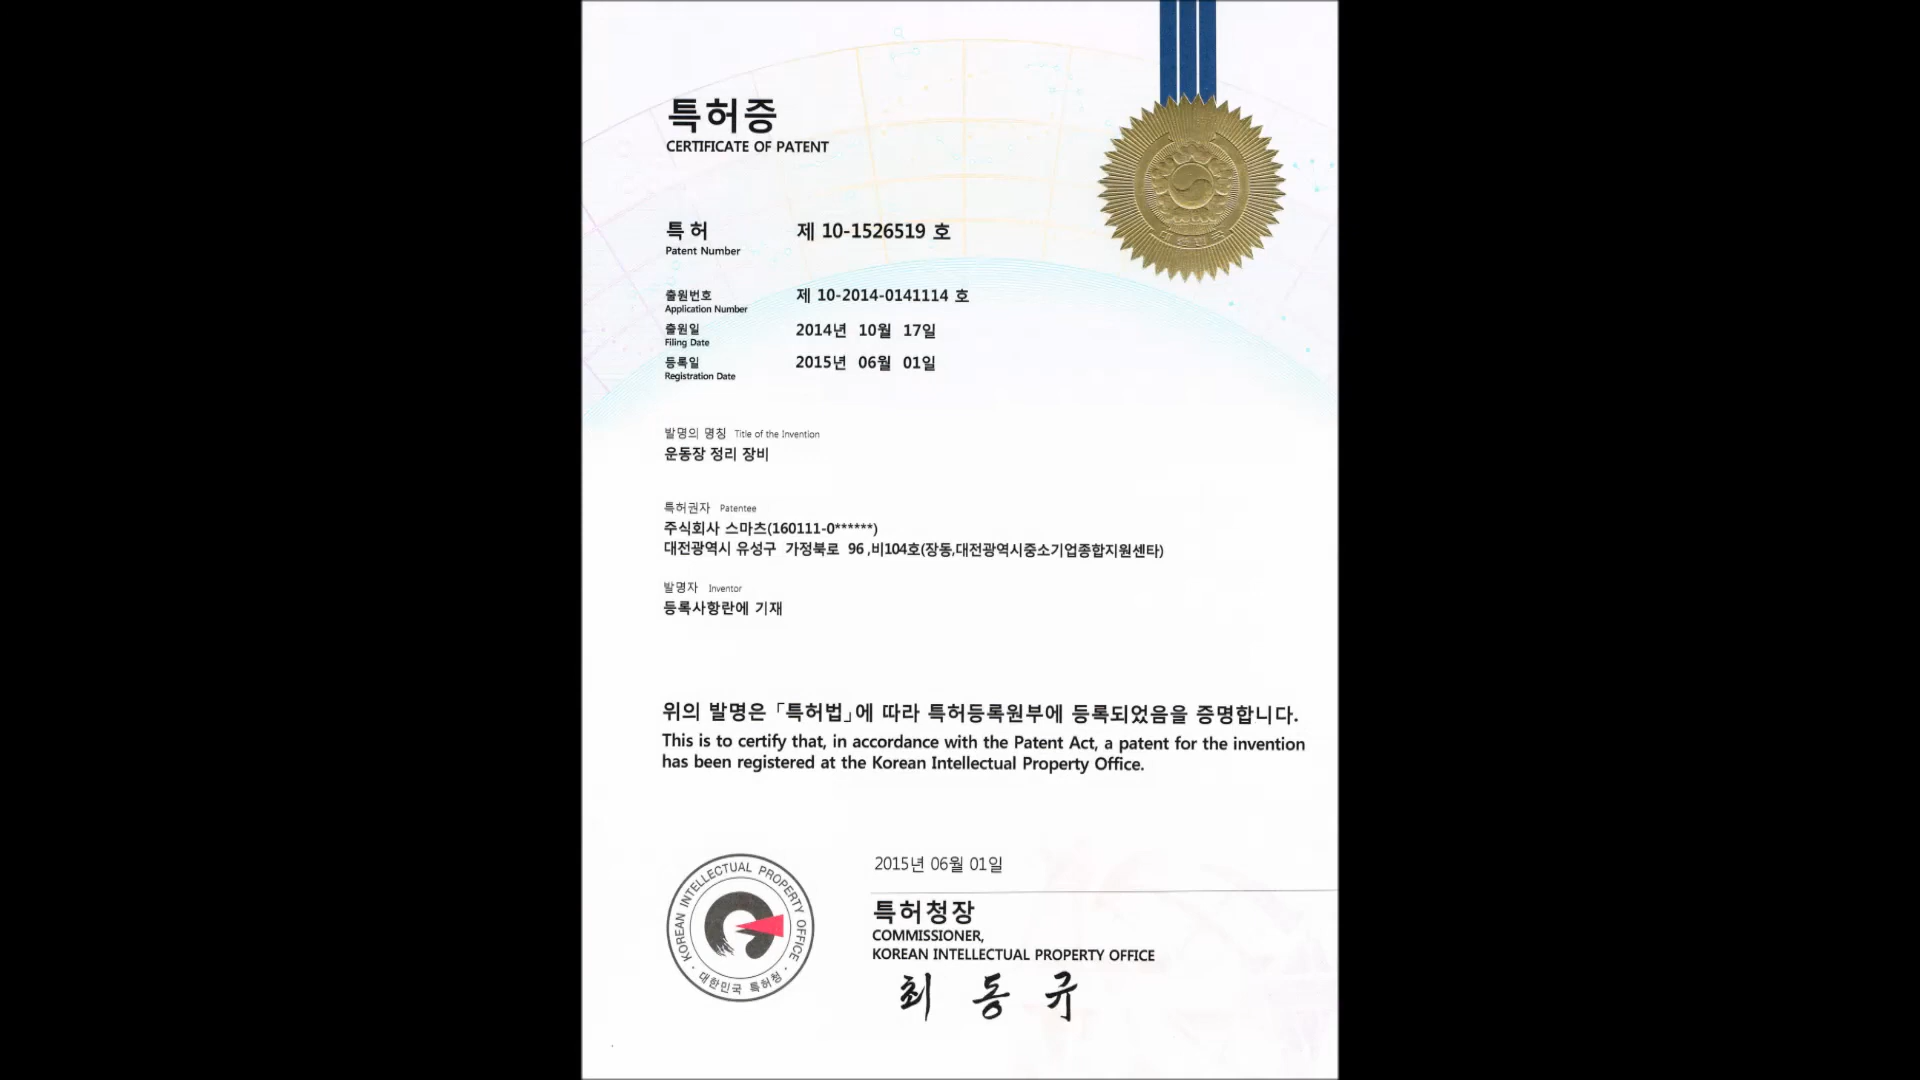 특허증
CERTIFICATE OF PATENT
특 허 제 10-1526519 호
Patent Number
출원번호 제 10-2014-0141114 호
Application Number
출원일 2014년 10월 17일
Filing Date
등록일 2015년 06월 01일
Registration Date
발명의 명칭 Title of the Invention
운동장 정리 장비
특허권자 Patentee
주식회사 스마츠(160111-0******)
대전광역시 유성구 가정북로 96 ,비104호(장동,대전광역시중소기업종합지원센타)
발명자 Inventor
등록사항란에 기재
위의 발명은 「특허법」에 따라 특허등록원부에 등록되었음을 증명합니다.
This is to certify that, in accordance with the Patent Act, a patent for the invention
has been registered at the Korean Intellectual Property Office.
2015년 06월 01일
특허청장
COMMISSIONER,
KOREAN INTELLECTUAL PROPERTY OFFICE
최 동 규
KOREAN INTELLECTUAL PROPERTY OFFICE
대한민국 특허청
대한민국